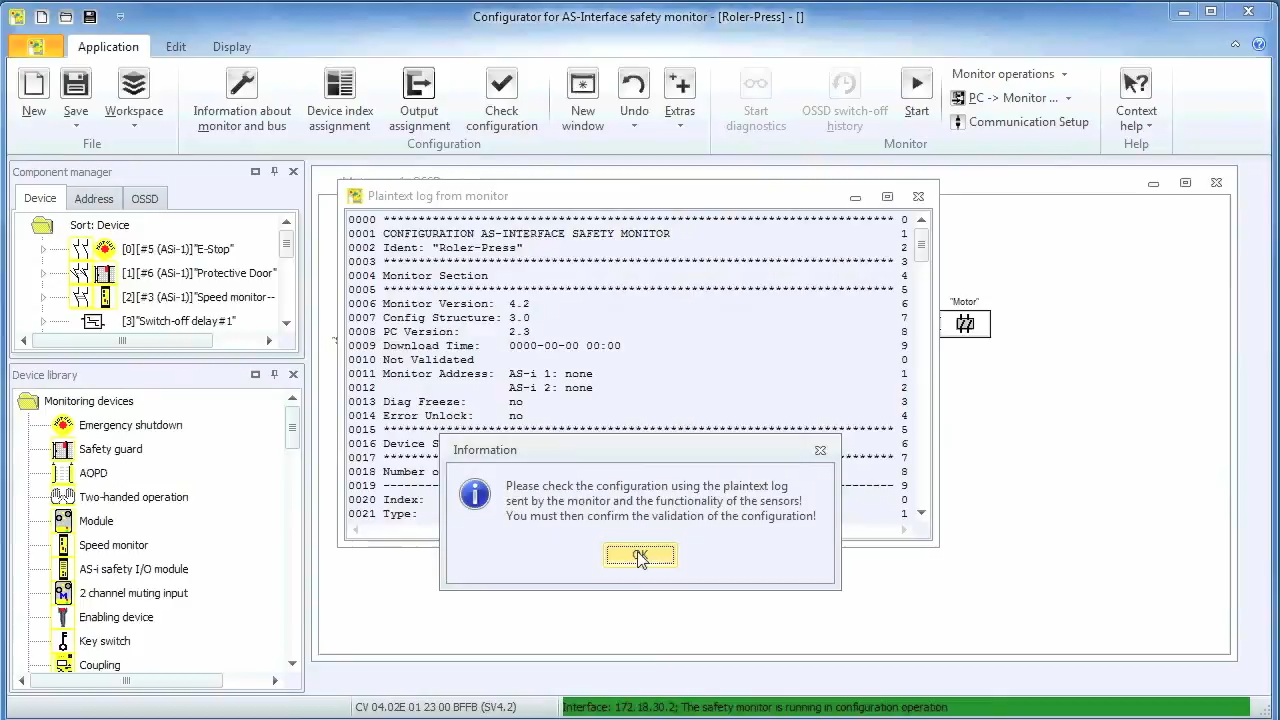 Configurator for AS-Interface safety monitor - [Roler-Press] - []
Application Edit Display
New
Save
Workspace
File
Information about
monitor and bus
Device index
assignment
Output
assignment
Check
configuration
Configuration
New
window
Undo
Extras
Start
diagnostics
OSSD switch-off
history
Start
Monitor operations
PC -> Monitor ...
Communication Setup
Monitor
Context
help
Help
Component manager
Device Address OSSD
Sort: Device
[0][#5 (ASi-1)]"E-Stop"
[1][#6 (ASi-1)]"Protective Door"
[2][#3 (ASi-1)]"Speed monitor--
[3]"Switch-off delay#1"
Device library
Monitoring devices
Emergency shutdown
Safety guard
AOPD
Two-handed operation
Module
Speed monitor
AS-i safety I/O module
2 channel muting input
Enabling device
Key switch
Coupling
Plaintext log from monitor
0000 ************************************************************************* 0
0001 CONFIGURATION AS-INTERFACE SAFETY MONITOR 1
0002 Ident: "Roler-Press" 2
0003 ************************************************************************* 3
0004 Monitor Section 4
0005 ************************************************************************* 5
0006 Monitor Version: 4.2 6
0007 Config Structure: 3.0 7
0008 PC Version: 2.3 8
0009 Download Time: 0000-00-00 00:00 9
0010 Not Validated 0
0011 Monitor Address: AS-i 1: none 1
0012 AS-i 2: none 2
0013 Diag Freeze: no 3
0014 Error Unlock: no 4
0015 ************************************************************************* 5
0016 Device S 6
0017 7
0018 Number o 8
0019 9
0020 Index: 0
0021 Type: 1
"Motor"
Information
Please check the configuration using the plaintext log
sent by the monitor and the functionality of the sensors!
You must then confirm the validation of the configuration!
OK
CV 04.02E 01 23 00 BFFB (SV4.2)
Interface: 172.18.30.2; The safety monitor is running in configuration operation